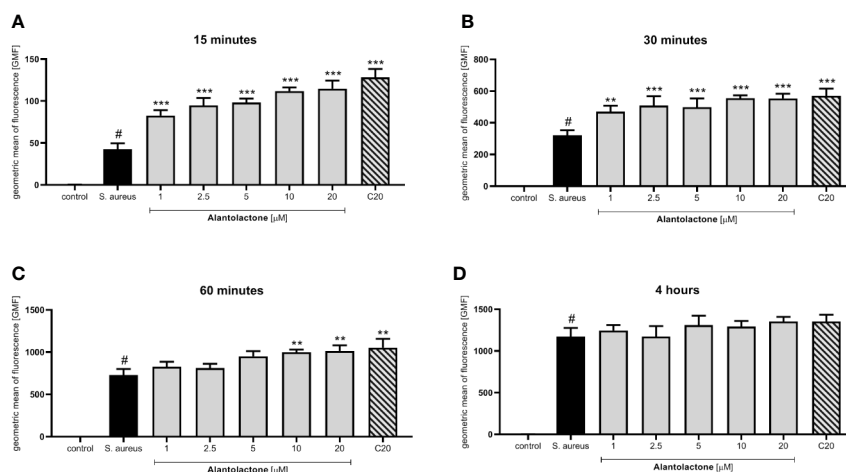 A
15 minutes
geometric mean of fluorescence [GMF]
150
100
50
0
#
***
***
***
***
***
***
control
S. aureus
1
2.5
5
10
20
C20
Alantolactone [μM]
B
30 minutes
geometric mean of fluorescence [GMF]
800
600
400
200
0
#
**
***
***
***
***
***
control
S. aureus
1
2.5
5
10
20
C20
Alantolactone [μM]
C
60 minutes
geometric mean of fluorescence [GMF]
1500
1000
500
0
#
**
**
**
control
S. aureus
1
2.5
5
10
20
C20
Alantolactone [μM]
D
4 hours
geometric mean of fluorescence [GMF]
1500
1000
500
0
#
control
S. aureus
1
2.5
5
10
20
C20
Alantolactone [μM]